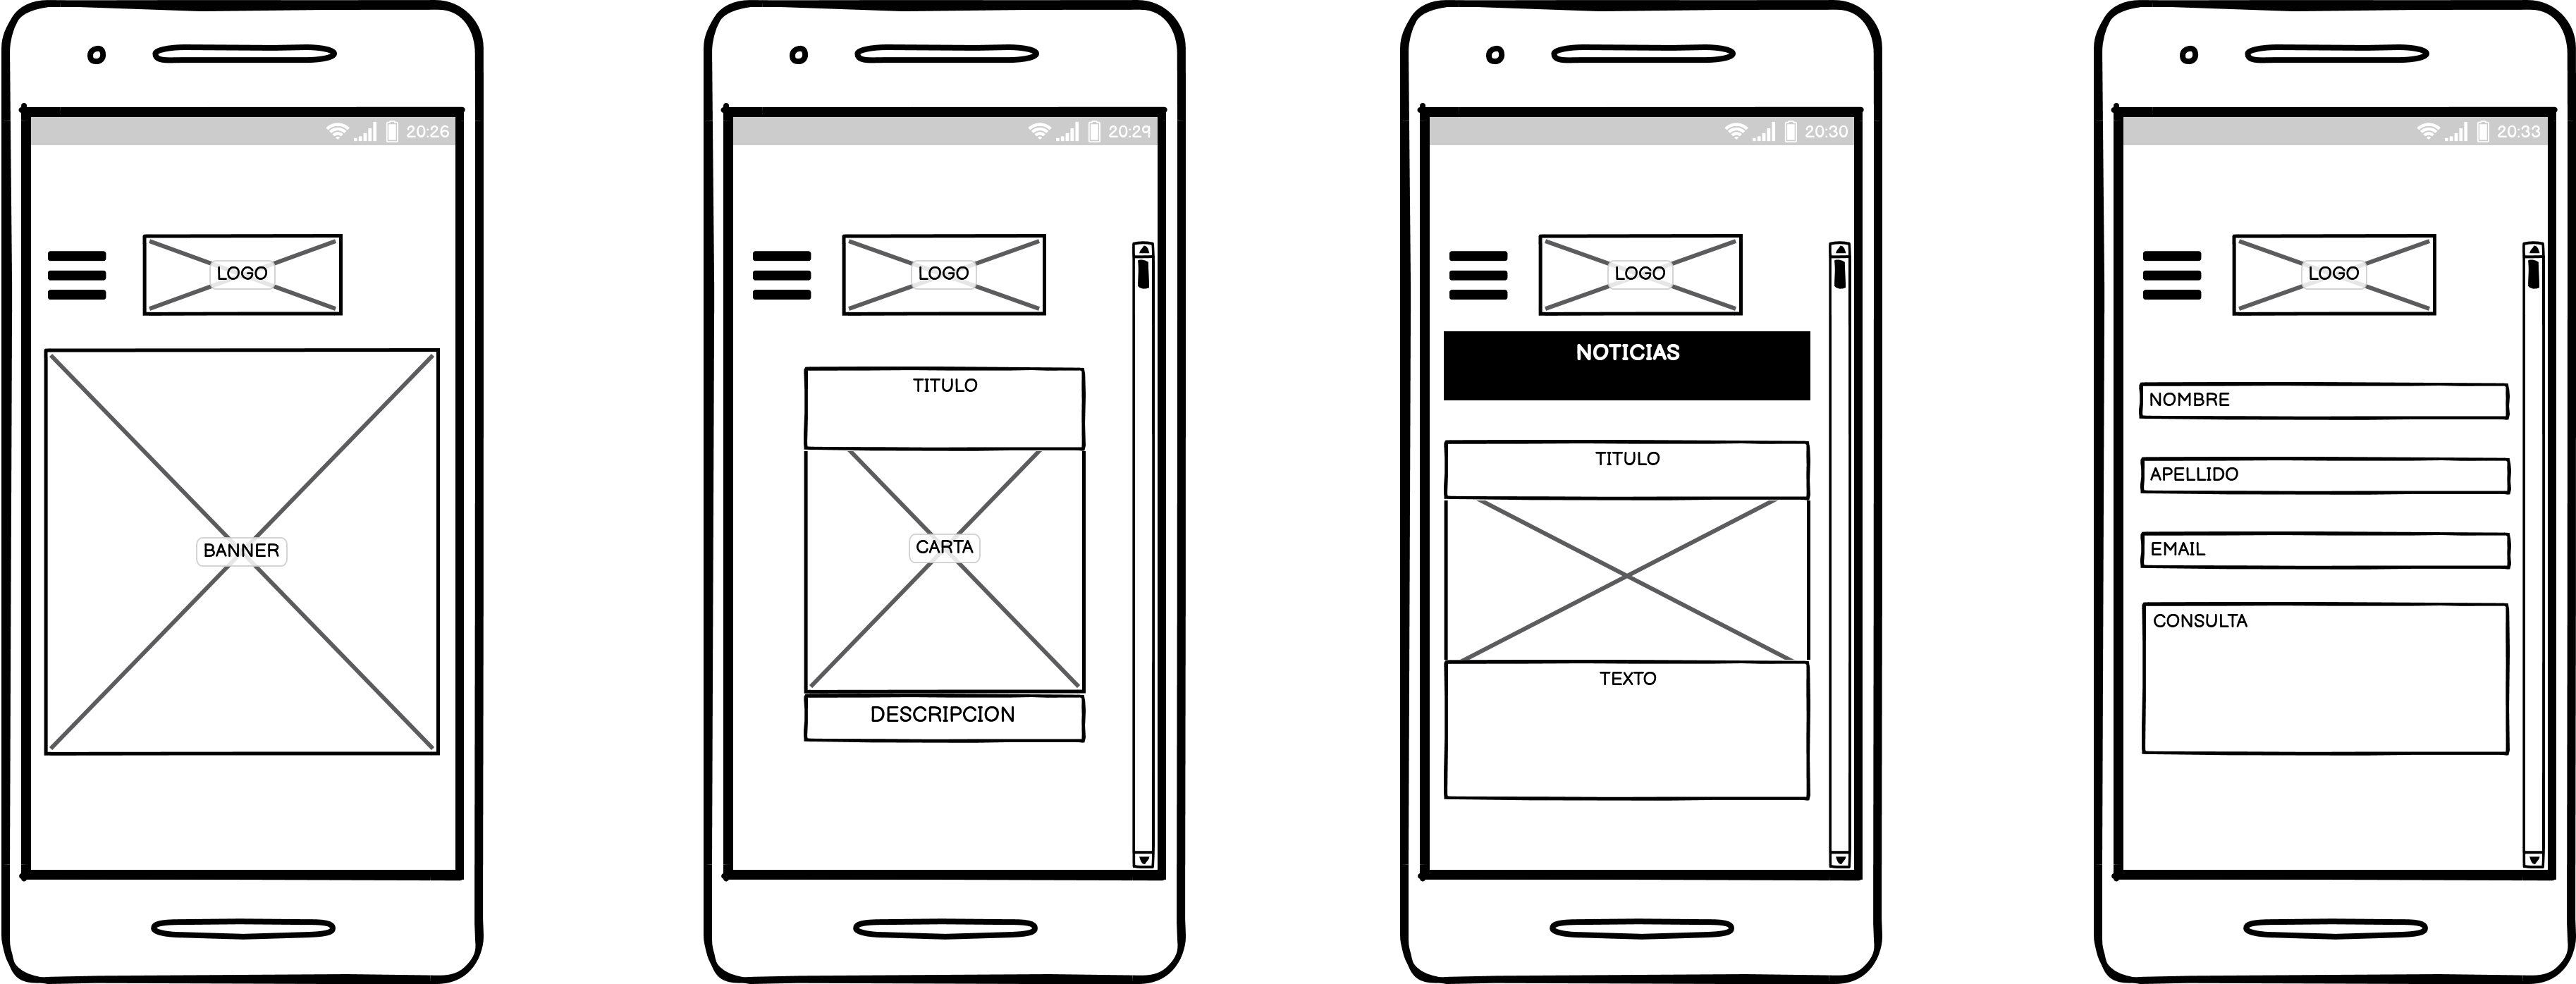 20:26
LOGO
BANNER
20:29
LOGO
TITULO
CARTA
DESCRIPCION
20:30
LOGO
NOTICIAS
TITULO
TEXTO
20:33
LOGO
NOMBRE
APELLIDO
EMAIL
CONSULTA